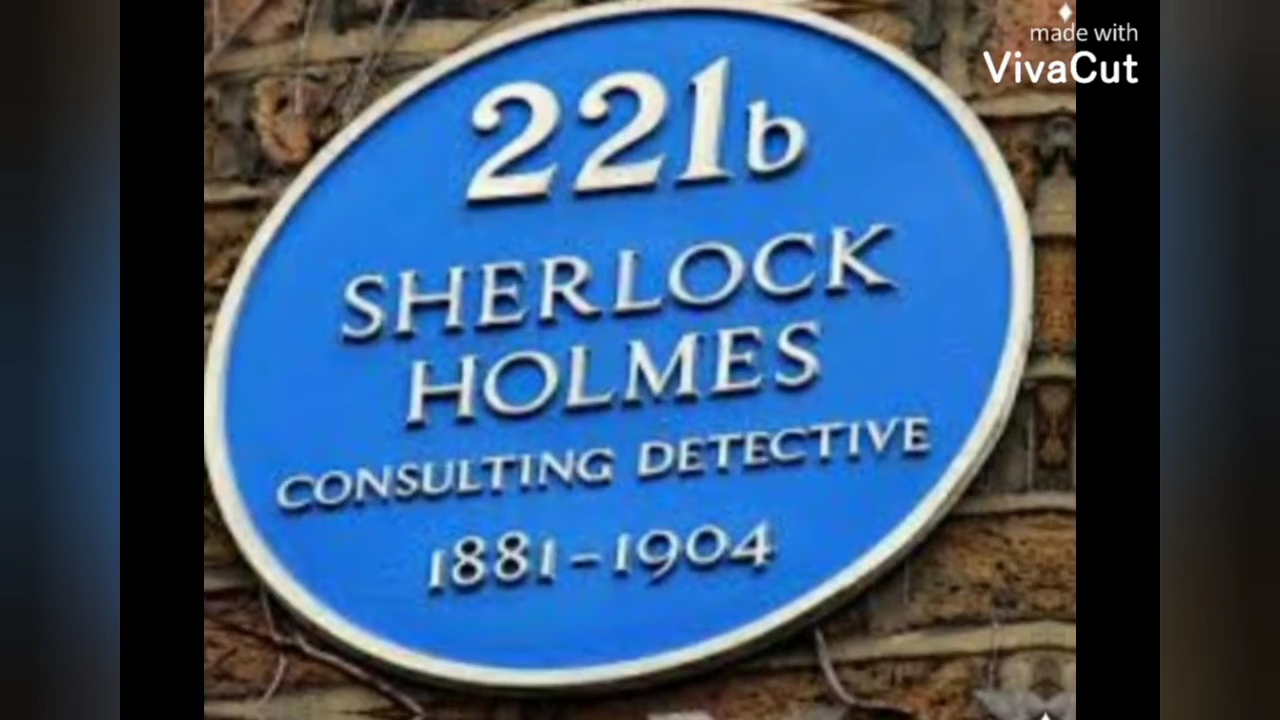 made with
VivaCut
221b
SHERLOCK
HOLMES
CONSULTING DETECTIVE
1881-1904